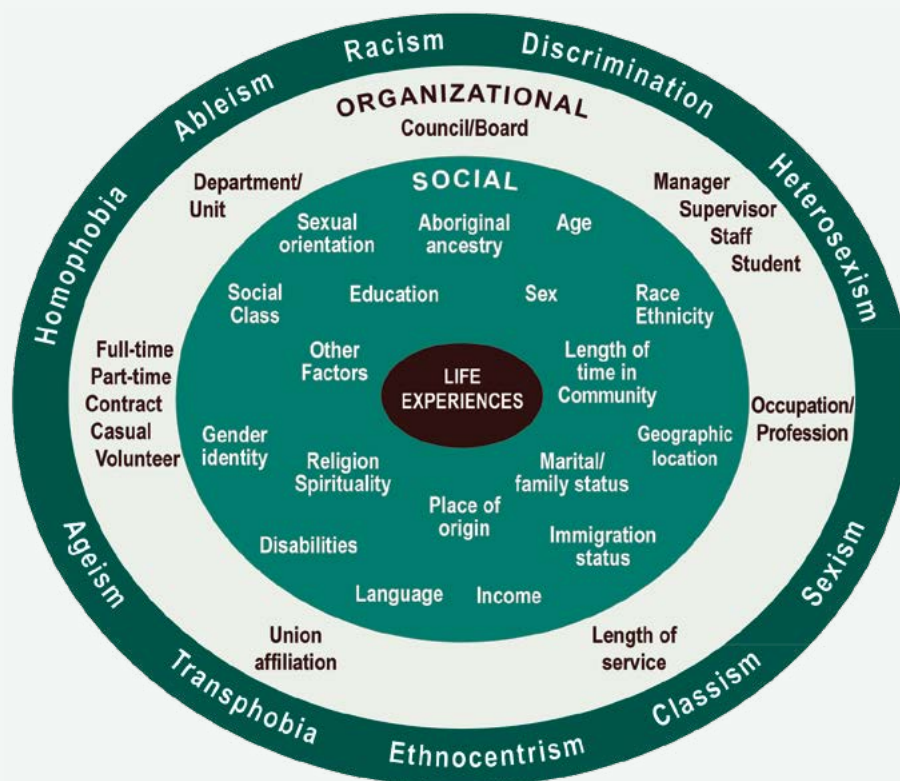 Racism
Discrimination
Ableism
Heterosexism
Homophobia
Sexism
Ageism
Classism
Transphobia
Ethnocentrism
ORGANIZATIONAL
Council/Board
Department/
Unit
Manager
Supervisor
Staff
Student
Full-time
Part-time
Contract
Casual
Volunteer
Occupation/
Profession
Union
affiliation
Length of
service
SOCIAL
Sexual
orientation
Aboriginal
ancestry
Age
Social
Class
Education
Sex
Race
Ethnicity
Other
Factors
Length of
time in
Community
Gender
identity
Religion
Spirituality
Marital/
family status
Geographic
location
Place of
origin
Disabilities
Immigration
status
Language
Income
LIFE
EXPERIENCES